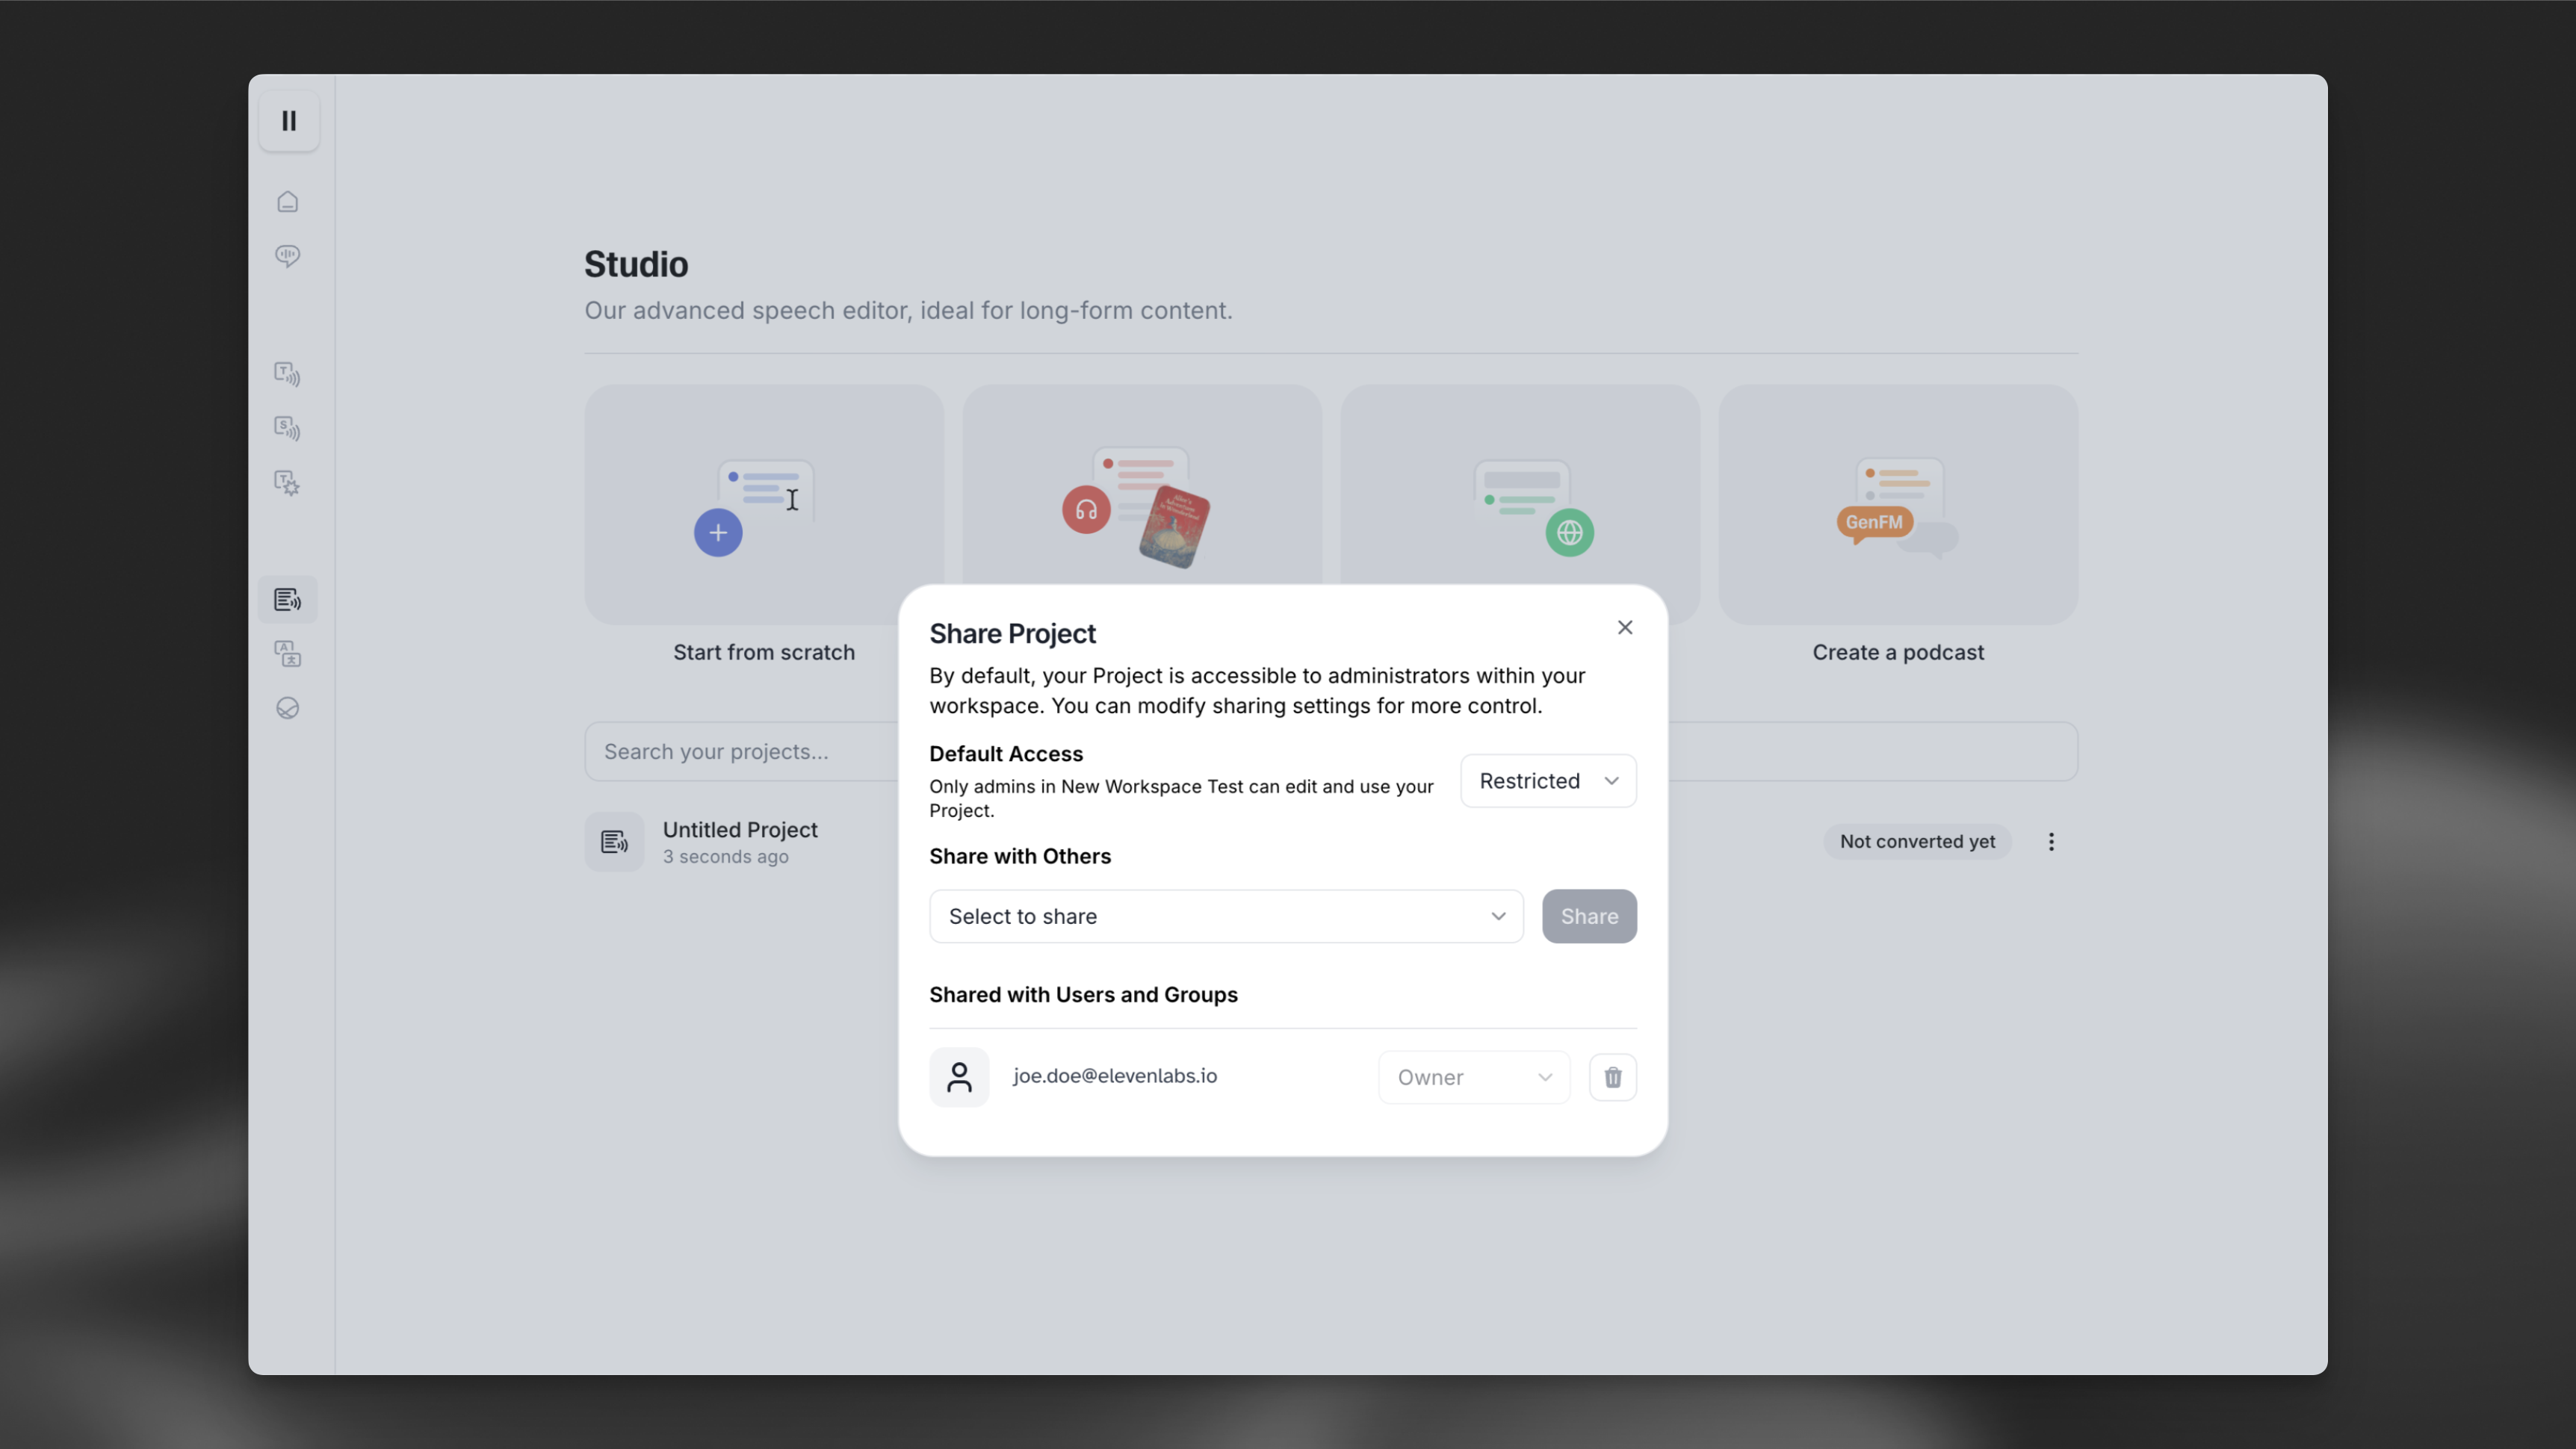 Studio
Our advanced speech editor, ideal for long-form content.
GenFM
Start from scratch
Create a podcast
Search your projects...
Untitled Project
3 seconds ago
Not converted yet
Share Project
By default, your Project is accessible to administrators within your
workspace. You can modify sharing settings for more control.
Default Access
Only admins in New Workspace Test can edit and use your
Project.
Restricted
Share with Others
Select to share
Share
Shared with Users and Groups
joe.doe@elevenlabs.io
Owner